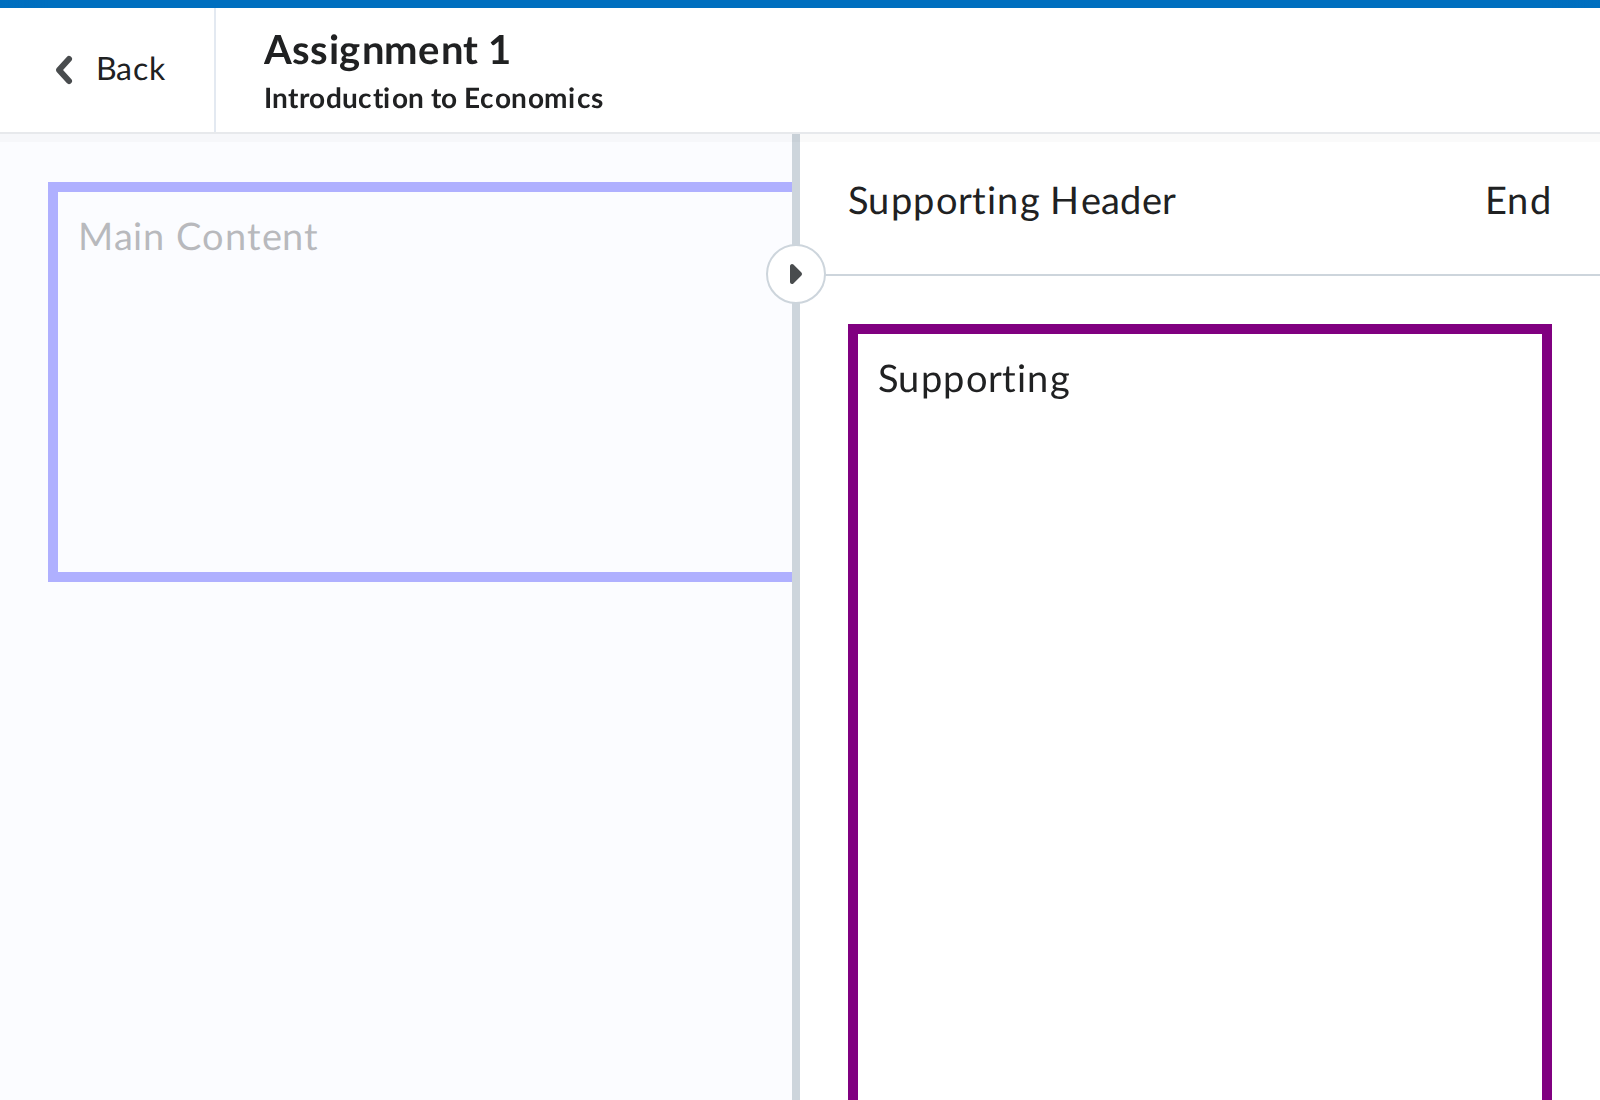 Back
Assignment 1
Introduction to Economics
Main Content
Supporting Header
End
Supporting